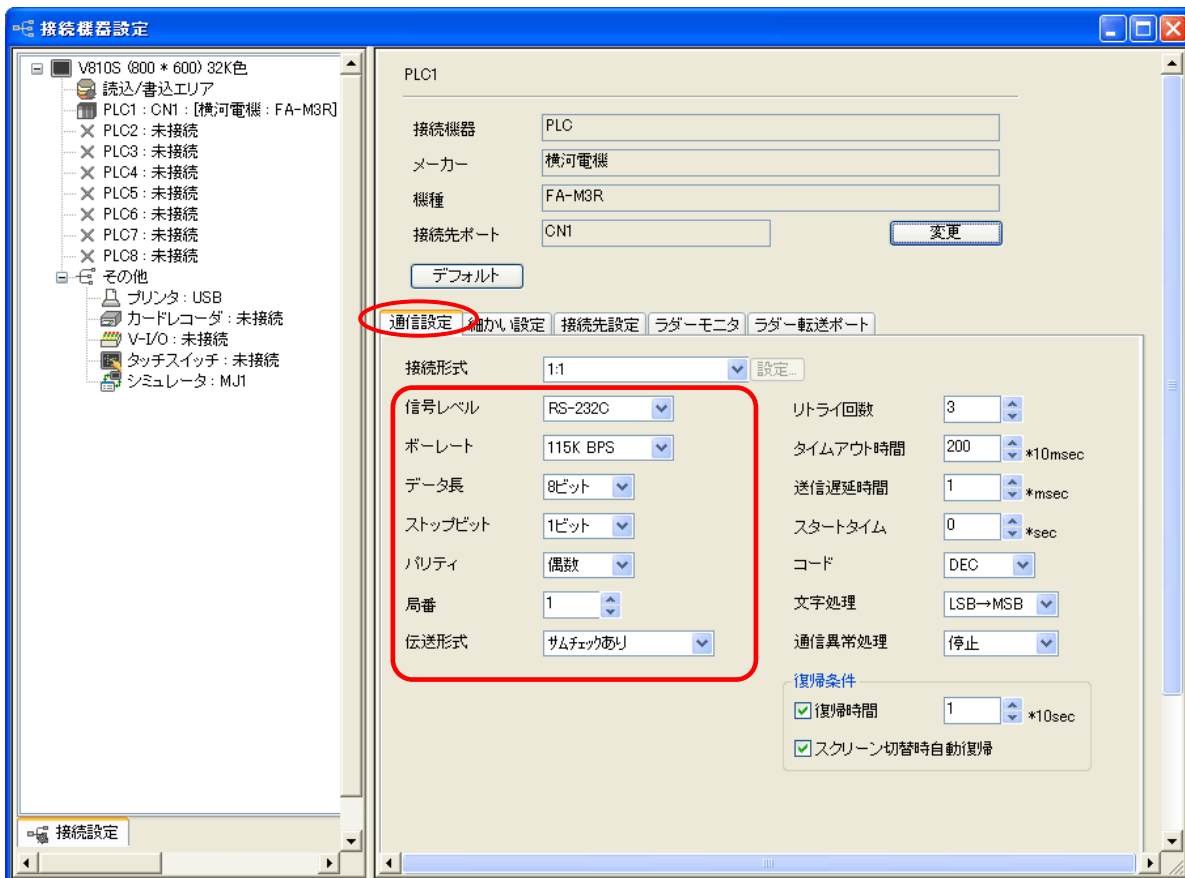 接続機器設定
V810S (800 * 600) 32K色
読込/書込エリア
PLC1 : CN1 : [横河電機 : FA-M3R]
PLC2 : 未接続
PLC3 : 未接続
PLC4 : 未接続
PLC5 : 未接続
PLC6 : 未接続
PLC7 : 未接続
PLC8 : 未接続
その他
プリンタ : USB
カードレコーダ : 未接続
V-I/O : 未接続
タッチスイッチ : 未接続
シミュレータ : MJ1
接続設定
PLC1
接続機器 PLC
メーカー 横河電機
機種 FA-M3R
接続先ポート CN1 変更
デフォルト
通信設定 細かい設定 接続先設定 ラダーモニタ ラダー転送ポート
接続形式 1:1 設定...
信号レベル RS-232C
ボーレート 115K BPS
データ長 8ビット
ストップビット 1ビット
パリティ 偶数
局番 1
伝送形式 サムチェックあり
リトライ回数 3
タイムアウト時間 200 *10msec
送信遅延時間 1 *msec
スタートタイム 0 *sec
コード DEC
文字処理 LSB→MSB
通信異常処理 停止
復帰条件
復帰時間 1 *10sec
スクリーン切替時自動復帰